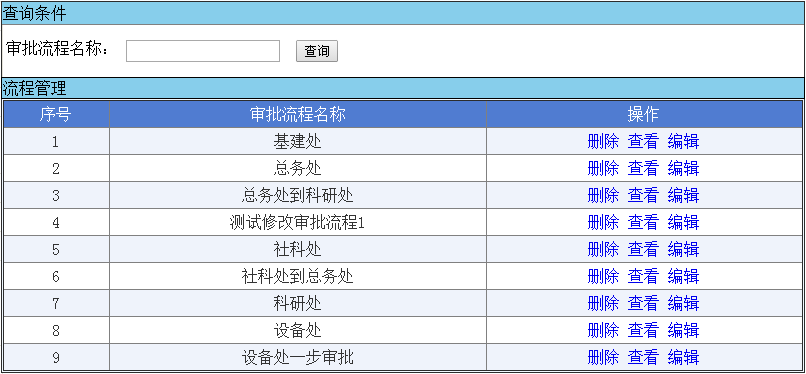 查询条件
审批流程名称： 查询
流程管理
序号 审批流程名称 操作
1 基建处 删除 查看 编辑
2 总务处 删除 查看 编辑
3 总务处到科研处 删除 查看 编辑
4 测试修改审批流程1 删除 查看 编辑
5 社科处 删除 查看 编辑
6 社科处到总务处 删除 查看 编辑
7 科研处 删除 查看 编辑
8 设备处 删除 查看 编辑
9 设备处一步审批 删除 查看 编辑